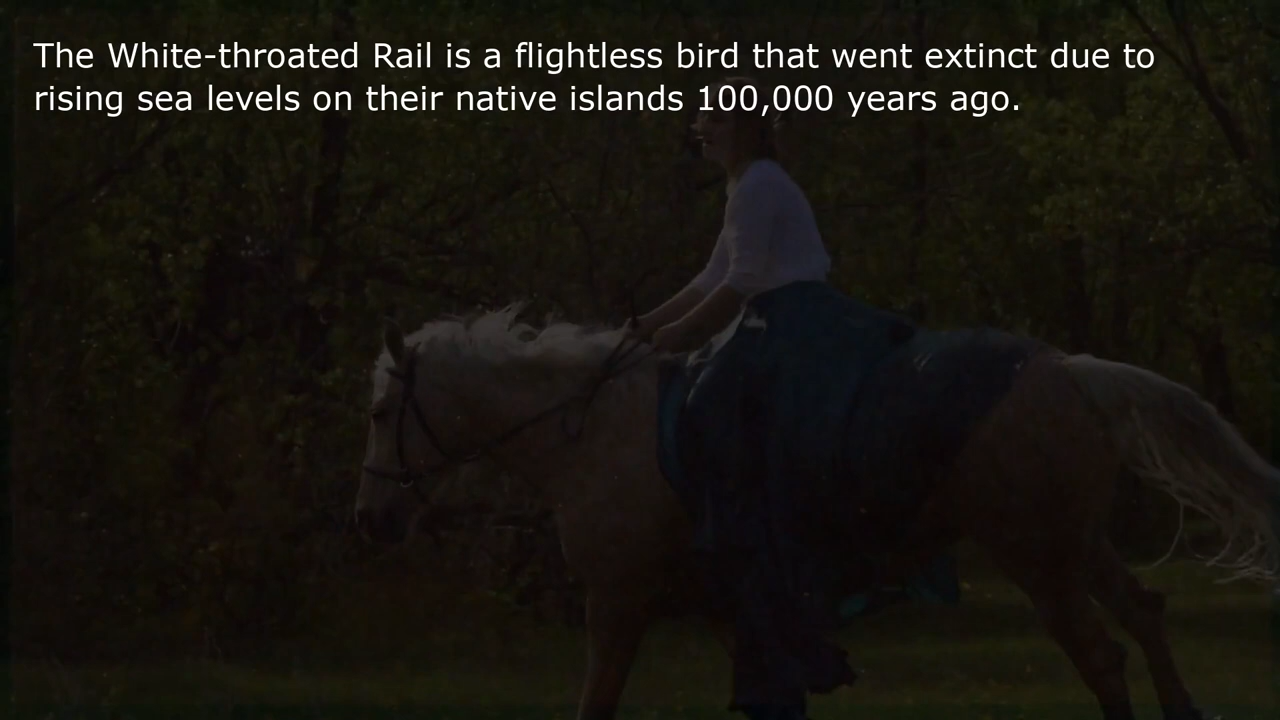 The White-throated Rail is a flightless bird that went extinct due to
rising sea levels on their native islands 100,000 years ago.